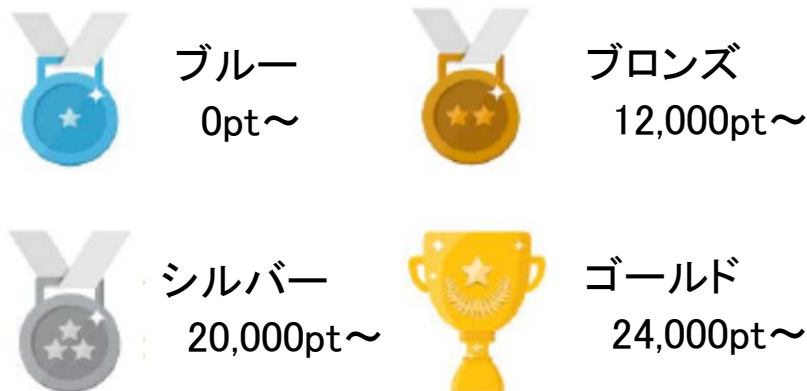 ブルー
0pt～
ブロンズ
12,000pt～
シルバー
20,000pt～
ゴールド
24,000pt～